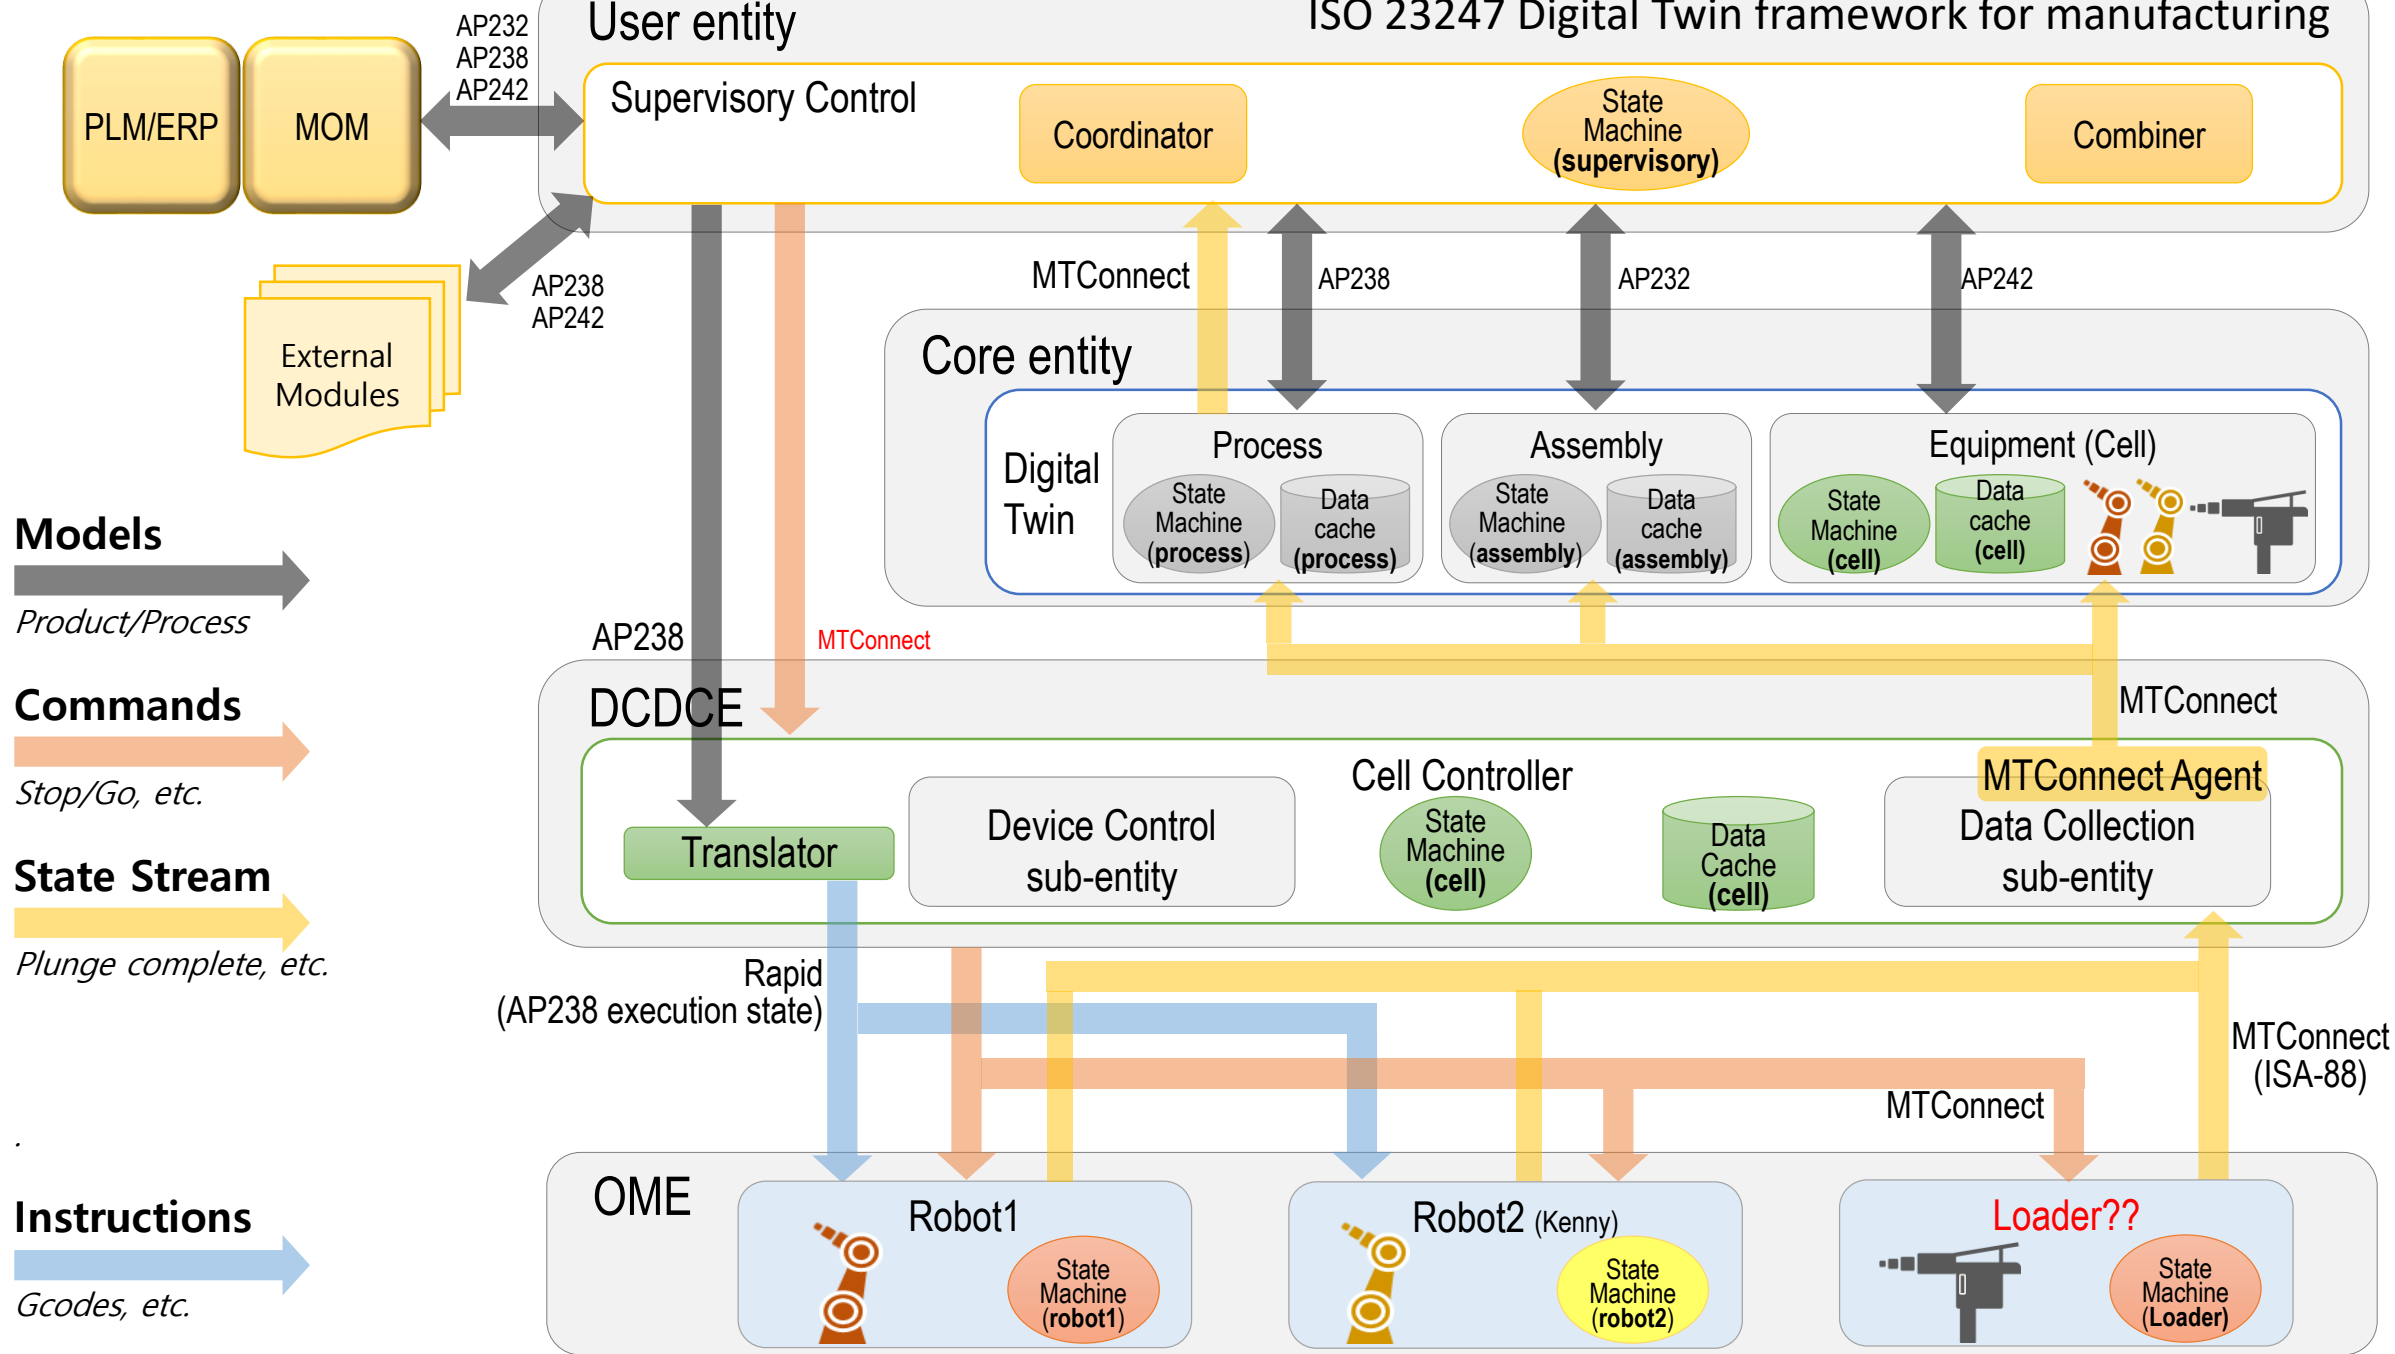 ISO 23247 Digital Twin framework for manufacturing
User entity
AP232
AP238
AP242
PLM/ERP
MOM
Supervisory Control
Coordinator
State
Machine
(supervisory)
Combiner
AP238
AP242
External
Modules
MTConnect
AP238
AP232
AP242
Core entity
Digital
Twin
Process
State
Machine
(process)
Data
cache
(process)
Assembly
State
Machine
(assembly)
Data
cache
(assembly)
Equipment (Cell)
State
Machine
(cell)
Data
cache
(cell)
Models
Product/Process
Commands
Stop/Go, etc.
State Stream
Plunge complete, etc.
.
Instructions
Gcodes, etc.
AP238
MTConnect
DCDCE
MTConnect
Translator
Device Control
sub-entity
Cell Controller
State
Machine
(cell)
Data
Cache
(cell)
MTConnect Agent
Data Collection
sub-entity
Rapid
(AP238 execution state)
MTConnect
(ISA-88)
MTConnect
OME
Robot1
State
Machine
(robot1)
Robot2 (Kenny)
State
Machine
(robot2)
Loader??
State
Machine
(Loader)